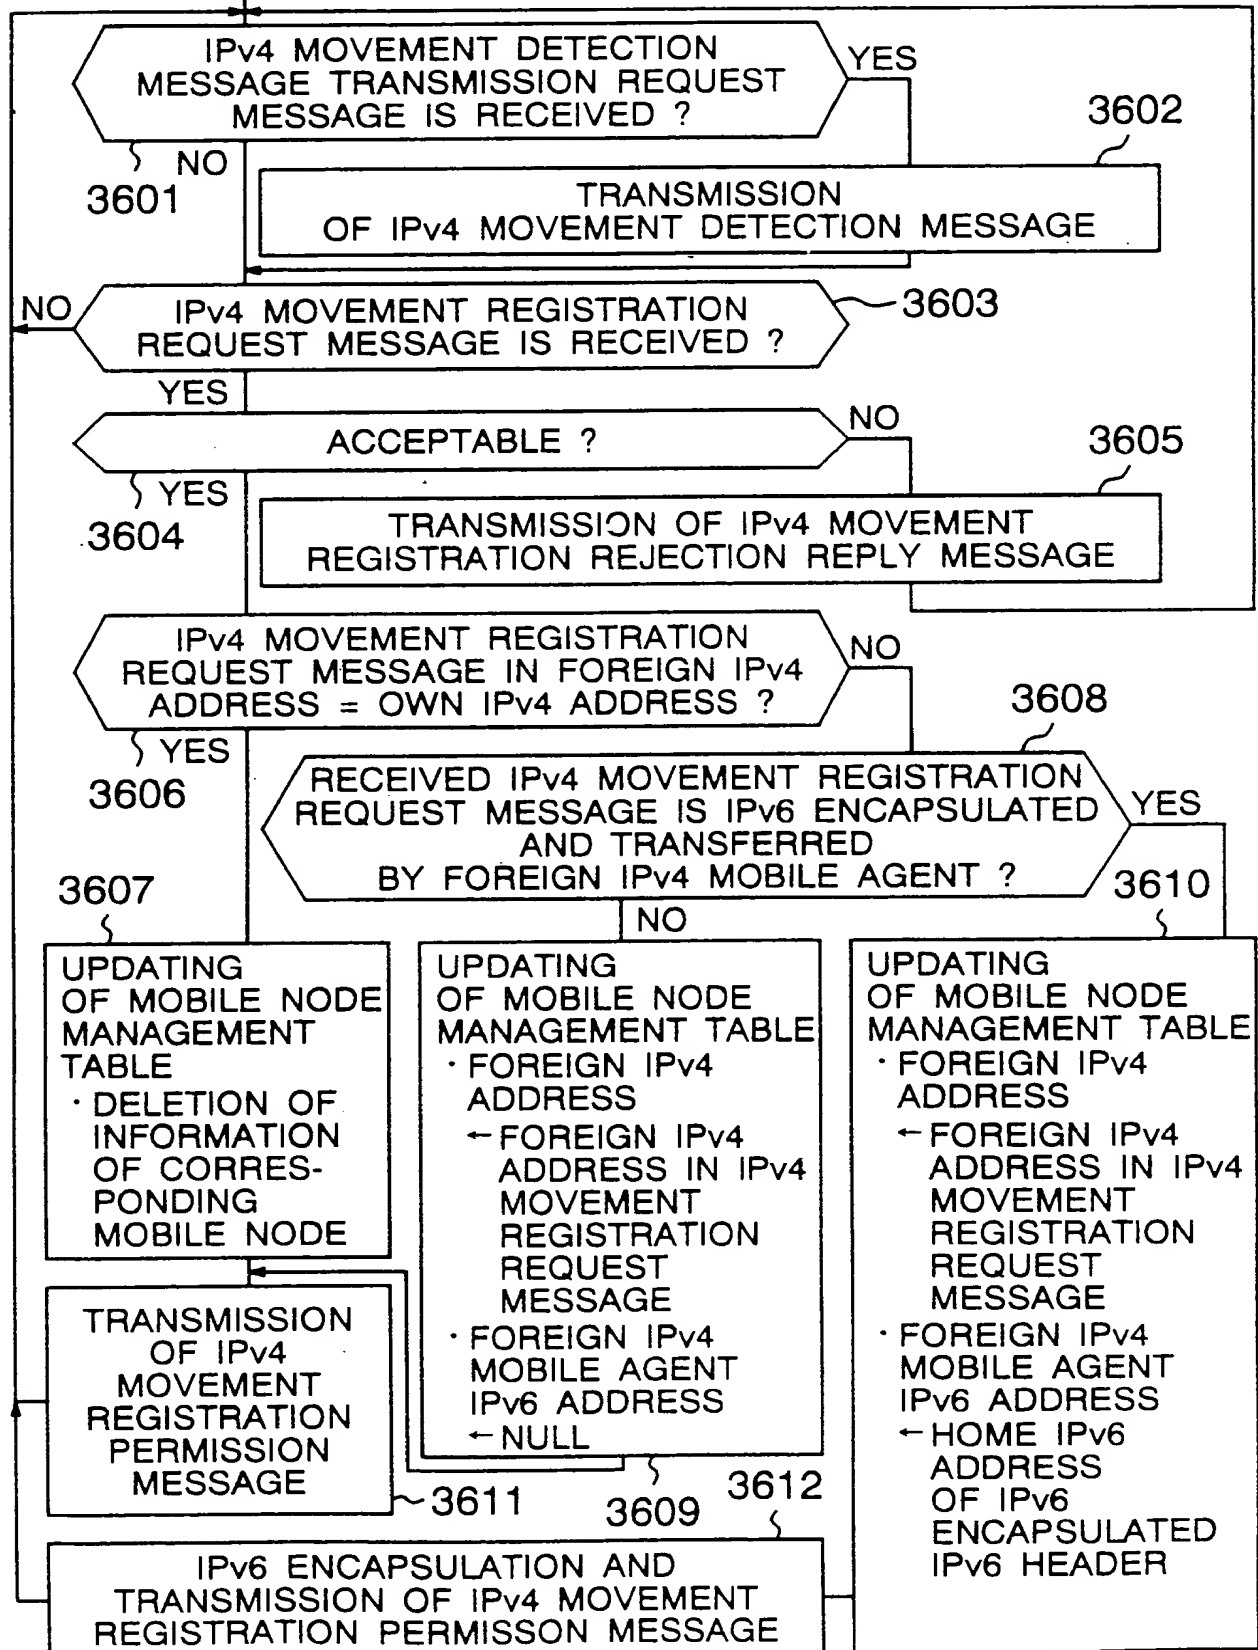 IPv4 MOVEMENT DETECTION
MESSAGE TRANSMISSION REQUEST
MESSAGE IS RECEIVED ?
YES
NO
3601
3602
TRANSMISSION
OF IPv4 MOVEMENT DETECTION MESSAGE
NO
IPv4 MOVEMENT REGISTRATION
REQUEST MESSAGE IS RECEIVED ?
3603
YES
ACCEPTABLE ?
NO
YES
3604
3605
TRANSMISSION OF IPv4 MOVEMENT
REGISTRATION REJECTION REPLY MESSAGE
IPv4 MOVEMENT REGISTRATION
REQUEST MESSAGE IN FOREIGN IPv4
ADDRESS = OWN IPv4 ADDRESS ?
NO
YES
3606
3608
RECEIVED IPv4 MOVEMENT REGISTRATION
REQUEST MESSAGE IS IPv6 ENCAPSULATED
AND TRANSFERRED
BY FOREIGN IPv4 MOBILE AGENT ?
YES
NO
3607
UPDATING
OF MOBILE NODE
MANAGEMENT
TABLE
· DELETION OF
INFORMATION
OF CORRES-
PONDING
MOBILE NODE
UPDATING
OF MOBILE NODE
MANAGEMENT TABLE
· FOREIGN IPv4
ADDRESS
← FOREIGN IPv4
ADDRESS IN IPv4
MOVEMENT
REGISTRATION
REQUEST
MESSAGE
· FOREIGN IPv4
MOBILE AGENT
IPv6 ADDRESS
← NULL
3609
3610
UPDATING
OF MOBILE NODE
MANAGEMENT TABLE
· FOREIGN IPv4
ADDRESS
← FOREIGN IPv4
ADDRESS IN IPv4
MOVEMENT
REGISTRATION
REQUEST
MESSAGE
· FOREIGN IPv4
MOBILE AGENT
IPv6 ADDRESS
← HOME IPv6
ADDRESS
OF IPv6
ENCAPSULATED
IPv6 HEADER
TRANSMISSION
OF IPv4
MOVEMENT
REGISTRATION
PERMISSION
MESSAGE
3611
3612
IPv6 ENCAPSULATION AND
TRANSMISSION OF IPv4 MOVEMENT
REGISTRATION PERMISSON MESSAGE